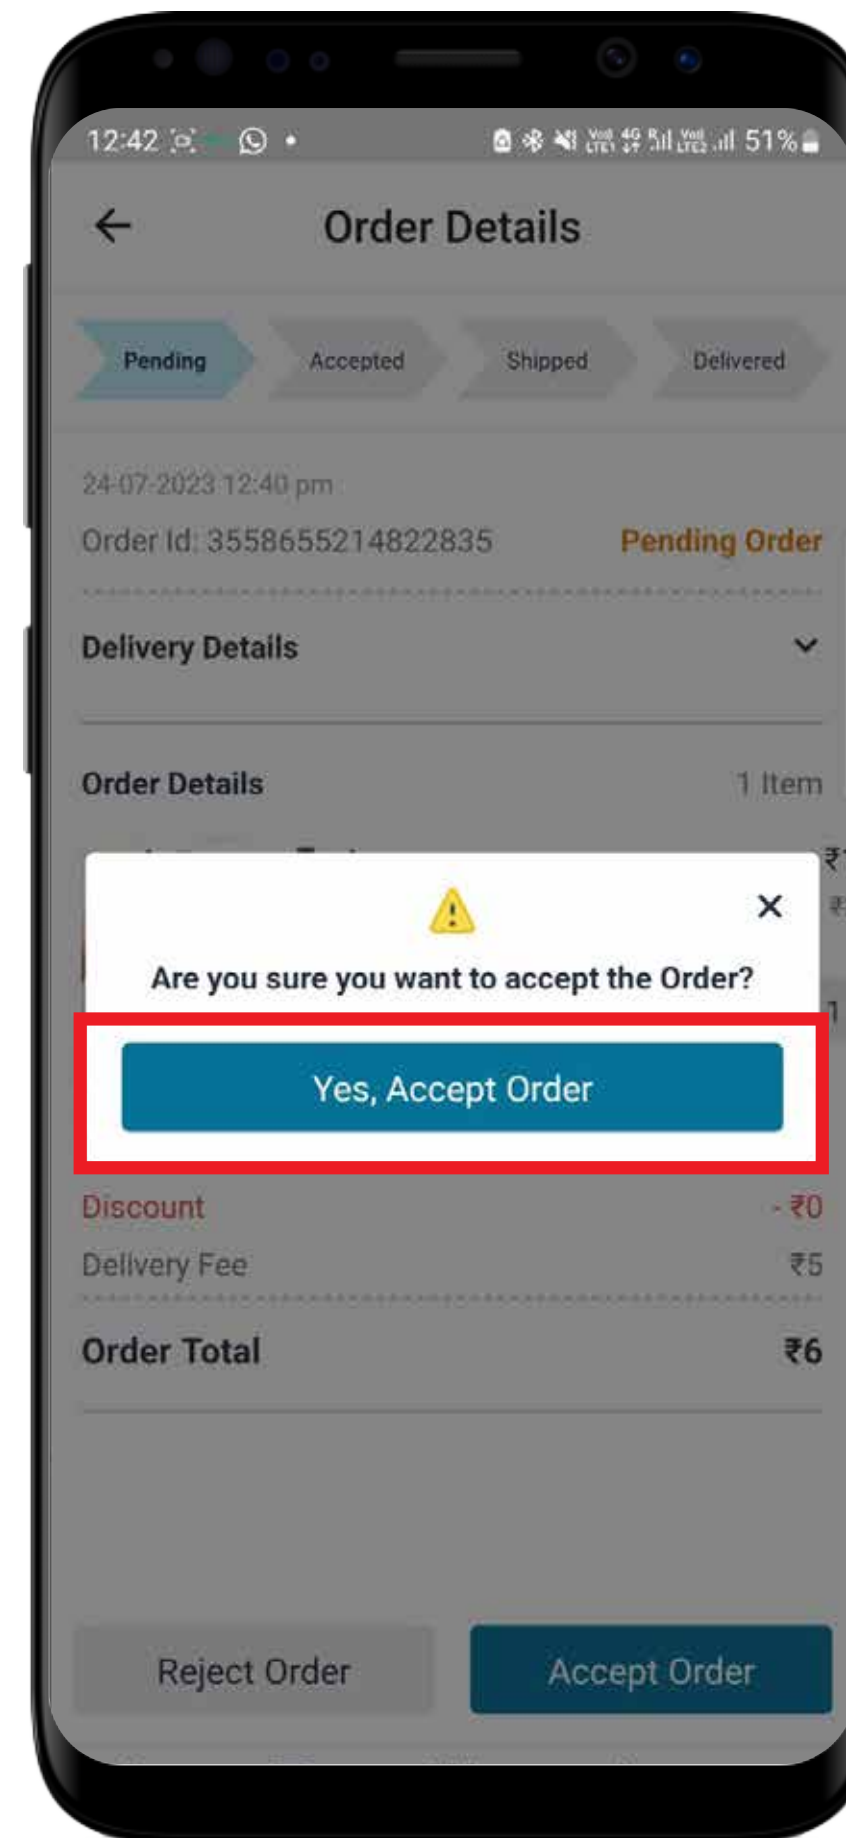 12:42 51%
Order Details
Pending Accepted Shipped Delivered
24-07-2023 12:40 pm
Order Id: 3558655214822835 Pending Order
Delivery Details
Order Details 1 Item
Are you sure you want to accept the Order?
Yes, Accept Order
Discount - ₹0
Delivery Fee ₹5
Order Total ₹6
Reject Order Accept Order